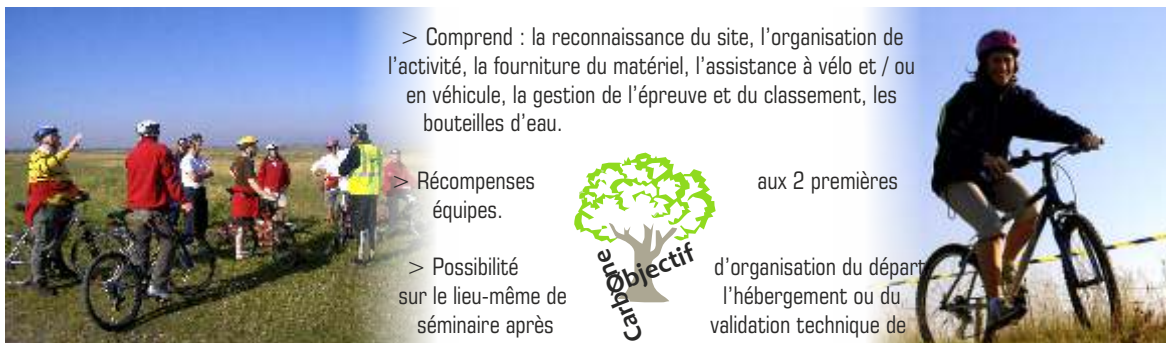 > Comprend : la reconnaissance du site, l'organisation de
l'activité, la fourniture du matériel, l'assistance à vélo et / ou
en véhicule, la gestion de l'épreuve et du classement, les
bouteilles d'eau.
> Récompenses aux 2 premières
équipes.
> Possibilité d'organisation du départ
sur le lieu-même de l'hébergement ou du
séminaire après validation technique de
Objectif
CarbOne